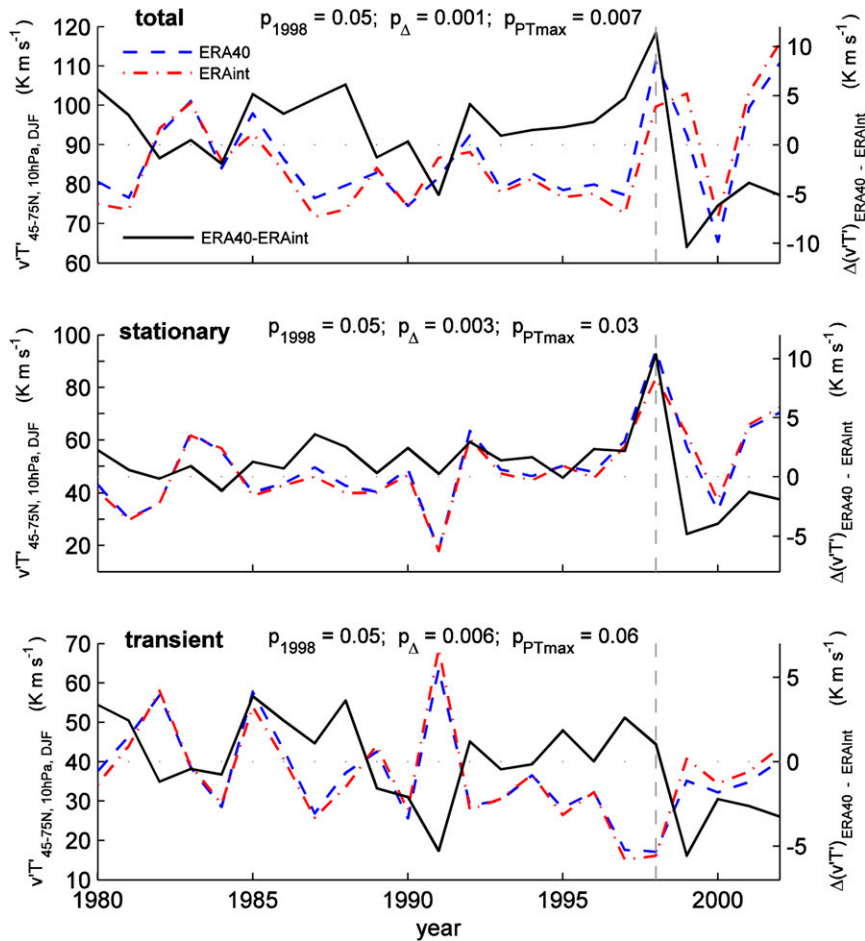 total p1998 = 0.05; pΔ = 0.001; pPTmax = 0.007
v'T'45-75N, 10hPa, DJF (K m s-1)
120
110
100
90
80
70
60
ERA40
ERAint
ERA40-ERAint
10
5
0
-5
-10
Δ(v'T')ERA40 - ERAint (K m s-1)
stationary p1998 = 0.05; pΔ = 0.003; pPTmax = 0.03
v'T'45-75N, 10hPa, DJF (K m s-1)
100
80
60
40
20
10
5
0
-5
Δ(v'T')ERA40 - ERAint (K m s-1)
transient p1998 = 0.05; pΔ = 0.006; pPTmax = 0.06
v'T'45-75N, 10hPa, DJF (K m s-1)
70
60
50
40
30
20
10
5
0
-5
Δ(v'T')ERA40 - ERAint (K m s-1)
1980 1985 1990 1995 2000
year